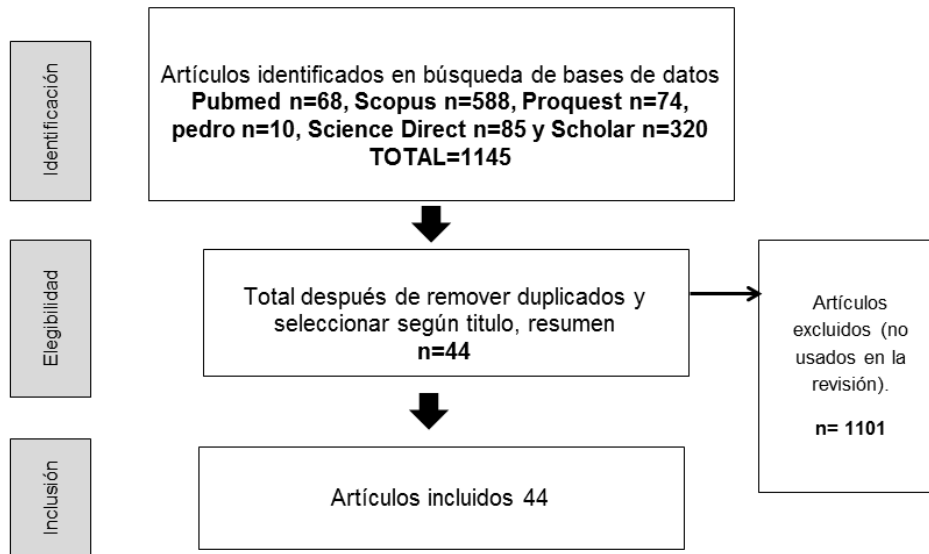 Identificación
Artículos identificados en búsqueda de bases de datos
Pubmed n=68, Scopus n=588, Proquest n=74,
pedro n=10, Science Direct n=85 y Scholar n=320
TOTAL=1145
Elegibilidad
Total después de remover duplicados y
seleccionar según titulo, resumen
n=44
Artículos
excluidos (no
usados en la
revisión).
n= 1101
Inclusión
Artículos incluidos 44